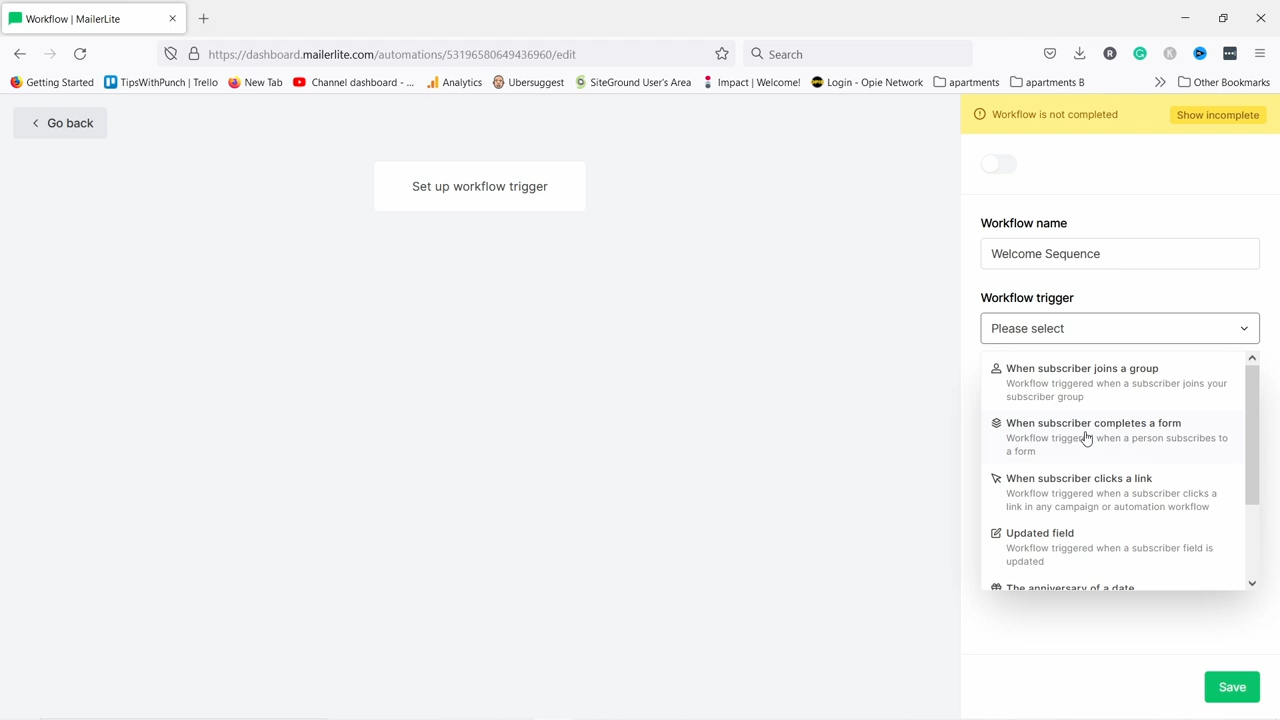 Workflow | MailerLite
https://dashboard.mailerlite.com/automations/53196580649436960/edit
Search
Getting Started
TipsWithPunch | Trello
New Tab
Channel dashboard - ...
Analytics
Ubersuggest
SiteGround User's Area
Impact | Welcome!
Login - Opie Network
apartments
apartments B
Other Bookmarks
Go back
Workflow is not completed
Show incomplete
Set up workflow trigger
Workflow name
Welcome Sequence
Workflow trigger
Please select
When subscriber joins a group
Workflow triggered when a subscriber joins your
subscriber group
When subscriber completes a form
Workflow triggered when a person subscribes to
a form
When subscriber clicks a link
Workflow triggered when a subscriber clicks a
link in any campaign or automation workflow
Updated field
Workflow triggered when a subscriber field is
updated
The anniversary of a date
Save